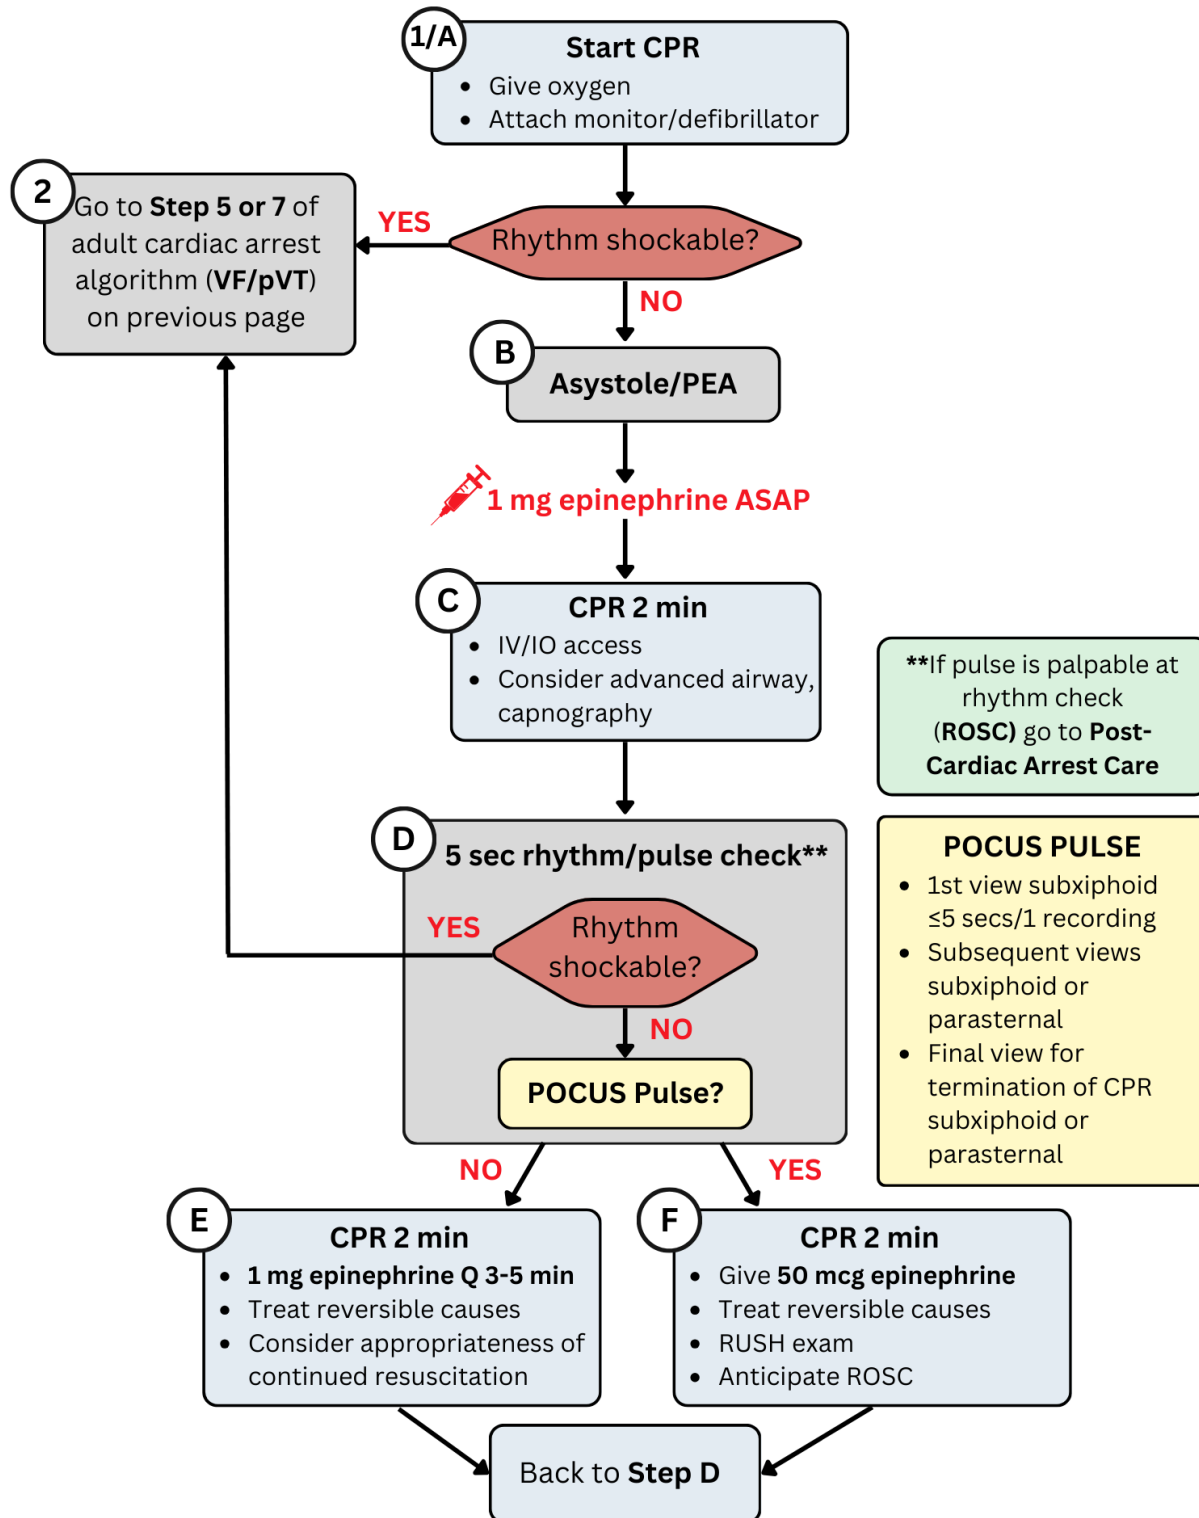 1/A
Start CPR
• Give oxygen
• Attach monitor/defibrillator
Rhythm shockable?
YES
2
Go to Step 5 or 7 of
adult cardiac arrest
algorithm (VF/pVT)
on previous page
NO
B
Asystole/PEA
1 mg epinephrine ASAP
C
CPR 2 min
• IV/IO access
• Consider advanced airway,
capnography
**If pulse is palpable at
rhythm check
(ROSC) go to Post-
Cardiac Arrest Care
D
5 sec rhythm/pulse check**
YES
Rhythm
shockable?
NO
POCUS Pulse?
POCUS PULSE
• 1st view subxiphoid
≤5 secs/1 recording
• Subsequent views
subxiphoid or
parasternal
• Final view for
termination of CPR
subxiphoid or
parasternal
NO
YES
E
CPR 2 min
• 1 mg epinephrine Q 3-5 min
• Treat reversible causes
• Consider appropriateness of
continued resuscitation
F
CPR 2 min
• Give 50 mcg epinephrine
• Treat reversible causes
• RUSH exam
• Anticipate ROSC
Back to Step D